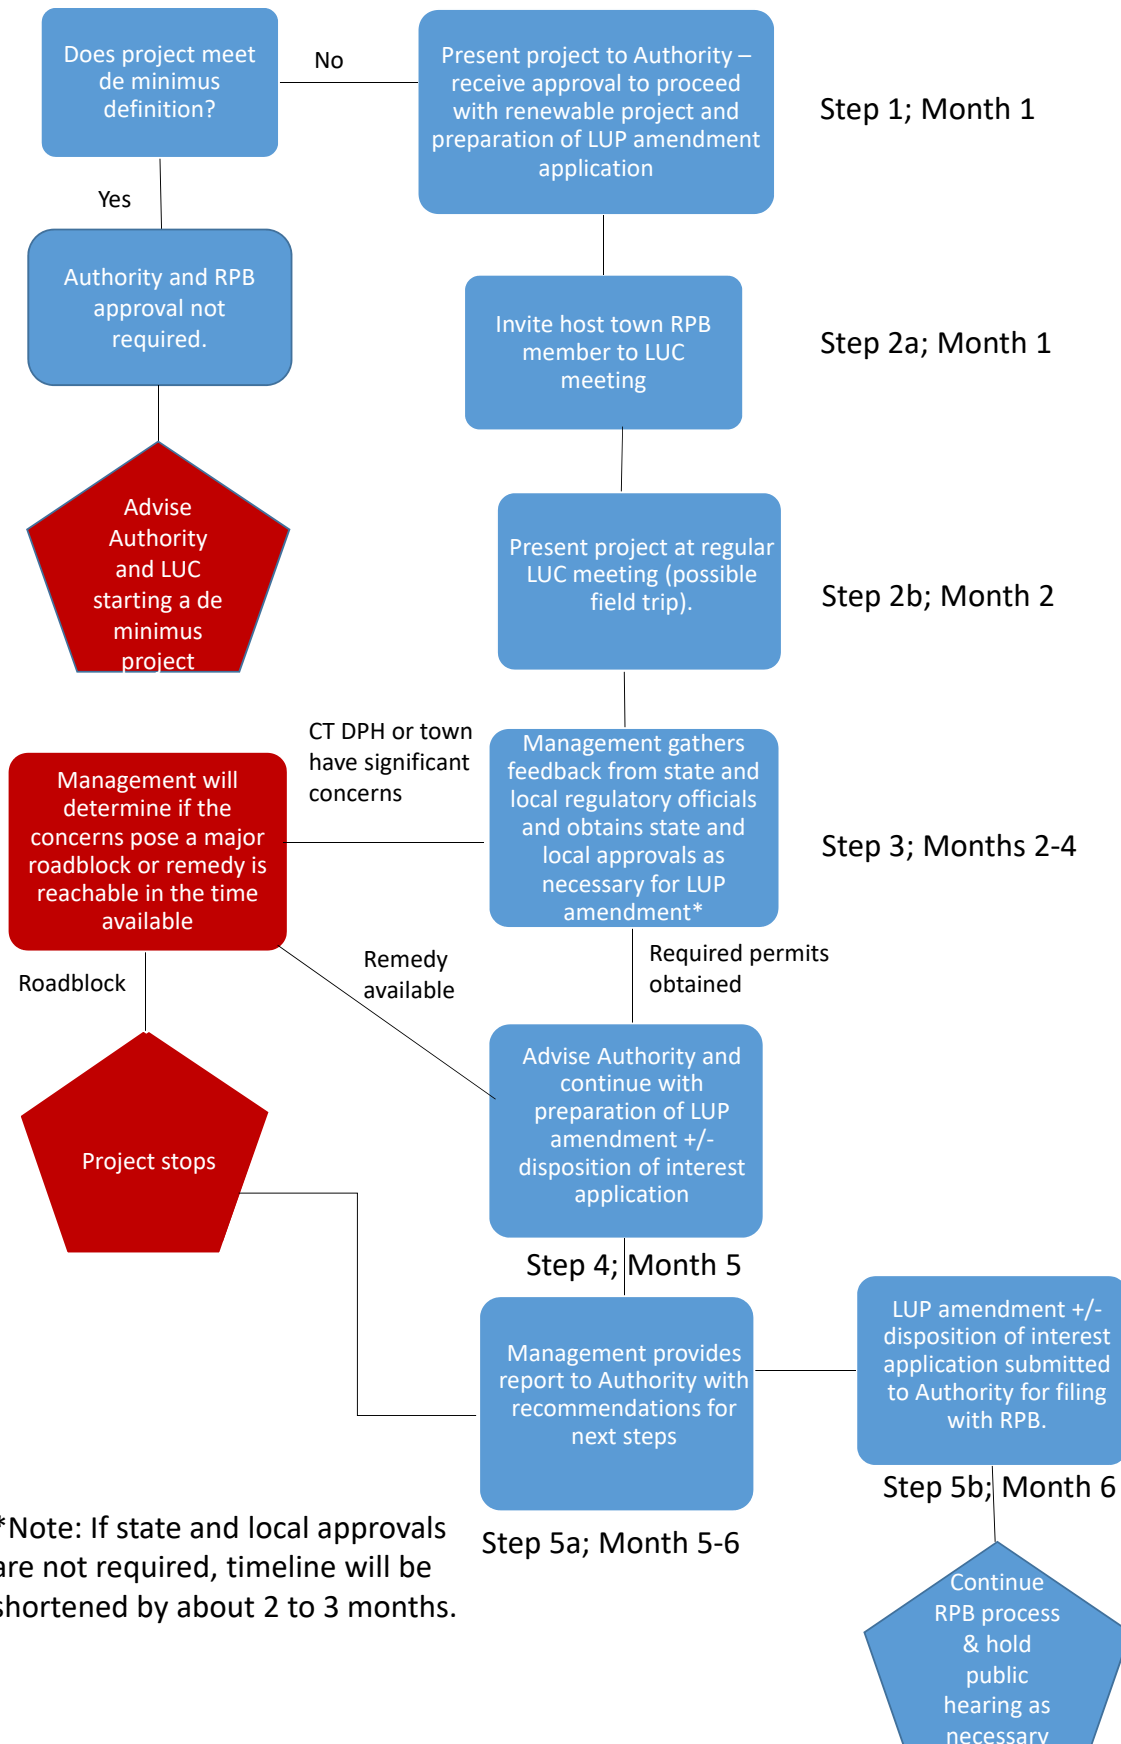 Does project meet
de minimus
definition?
No
Present project to Authority –
receive approval to proceed
with renewable project and
preparation of LUP amendment
application
Step 1; Month 1
Yes
Authority and RPB
approval not
required.
Invite host town RPB
member to LUC
meeting
Step 2a; Month 1
Advise
Authority
and LUC
starting a de
minimus
project
Present project at regular
LUC meeting (possible
field trip).
Step 2b; Month 2
CT DPH or town
have significant
concerns
Management will
determine if the
concerns pose a major
roadblock or remedy is
reachable in the time
available
Management gathers
feedback from state and
local regulatory officials
and obtains state and
local approvals as
necessary for LUP
amendment*
Step 3; Months 2-4
Roadblock
Remedy
available
Required permits
obtained
Project stops
Advise Authority and
continue with
preparation of LUP
amendment +/-
disposition of interest
application
Step 4; Month 5
Management provides
report to Authority with
recommendations for
next steps
Step 5a; Month 5-6
LUP amendment +/-
disposition of interest
application submitted
to Authority for filing
with RPB.
Step 5b; Month 6
*Note: If state and local approvals
are not required, timeline will be
shortened by about 2 to 3 months.
Continue
RPB process
& hold
public
hearing as
necessary